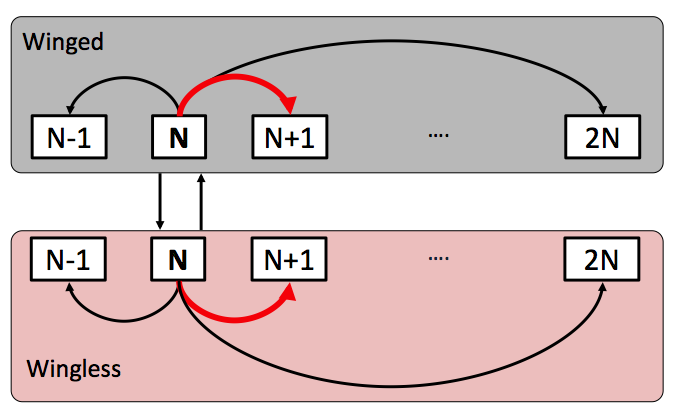 Winged
N-1 N N+1 .... 2N
N-1 N N+1 .... 2N
Wingless